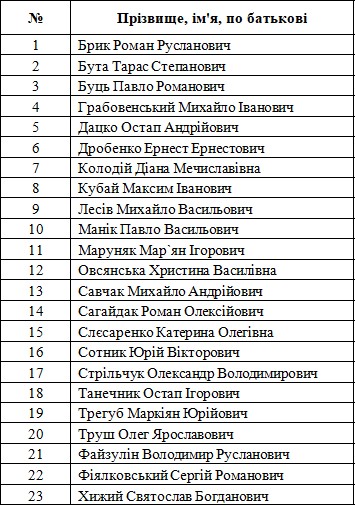 № Прізвище, ім'я, по батькові
1 Брик Роман Русланович
2 Бута Тарас Степанович
3 Буць Павло Романович
4 Грабовенський Михайло Іванович
5 Дацко Остап Андрійович
6 Дробенко Ернест Ернестович
7 Колодій Діана Мечиславівна
8 Кубай Максим Іванович
9 Лесів Михайло Васильович
10 Манік Павло Васильович
11 Маруняк Мар`ян Ігорович
12 Овсянська Христина Василівна
13 Савчак Михайло Андрійович
14 Сагайдак Роман Олексійович
15 Слєсаренко Катерина Олегівна
16 Сотник Юрій Вікторович
17 Стрільчук Олександр Володимирович
18 Танечник Остап Ігорович
19 Трегуб Маркіян Юрійович
20 Труш Олег Ярославович
21 Файзулін Володимир Русланович
22 Фіялковський Сергій Романович
23 Хижий Святослав Богданович